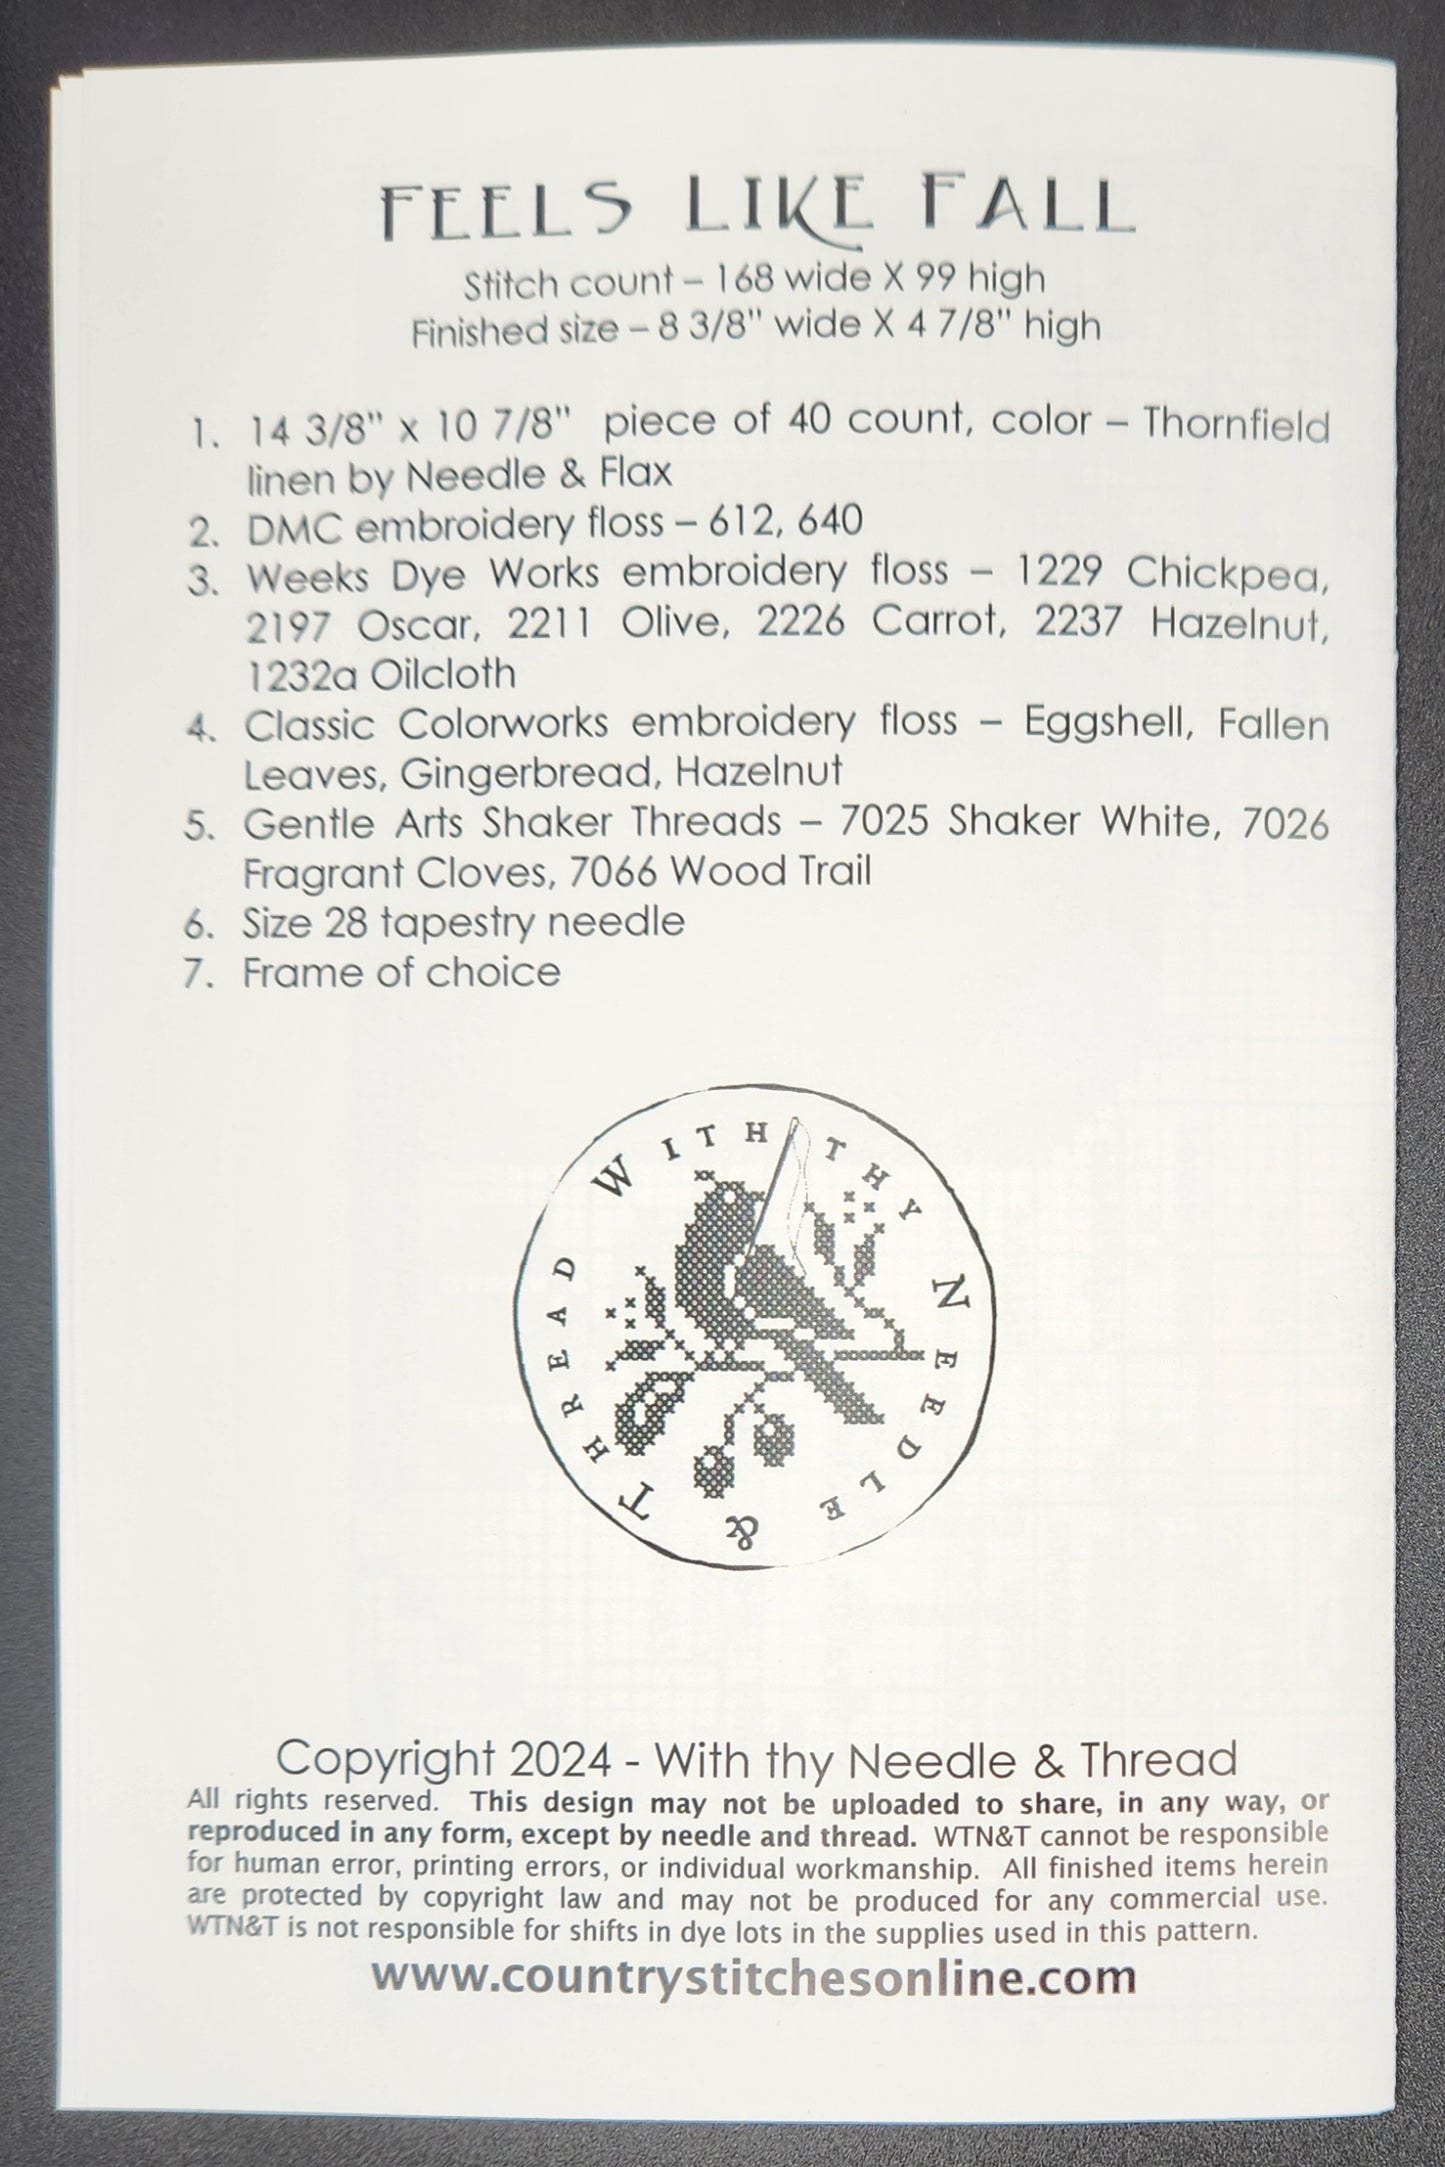 FEELS LIKE FALL
Stitch count – 168 wide X 99 high
Finished size – 8 3/8" wide X 4 7/8" high
1. 14 3/8" x 10 7/8" piece of 40 count, color – Thornfield
linen by Needle & Flax
2. DMC embroidery floss – 612, 640
3. Weeks Dye Works embroidery floss – 1229 Chickpea,
2197 Oscar, 2211 Olive, 2226 Carrot, 2237 Hazelnut,
1232a Oilcloth
4. Classic Colorworks embroidery floss – Eggshell, Fallen
Leaves, Gingerbread, Hazelnut
5. Gentle Arts Shaker Threads – 7025 Shaker White, 7026
Fragrant Cloves, 7066 Wood Trail
6. Size 28 tapestry needle
7. Frame of choice
WITH THY NEEDLE & THREAD
Copyright 2024 - With thy Needle & Thread
All rights reserved. This design may not be uploaded to share, in any way, or
reproduced in any form, except by needle and thread. WTN&T cannot be responsible
for human error, printing errors, or individual workmanship. All finished items herein
are protected by copyright law and may not be produced for any commercial use.
WTN&T is not responsible for shifts in dye lots in the supplies used in this pattern.
www.countrystitchesonline.com